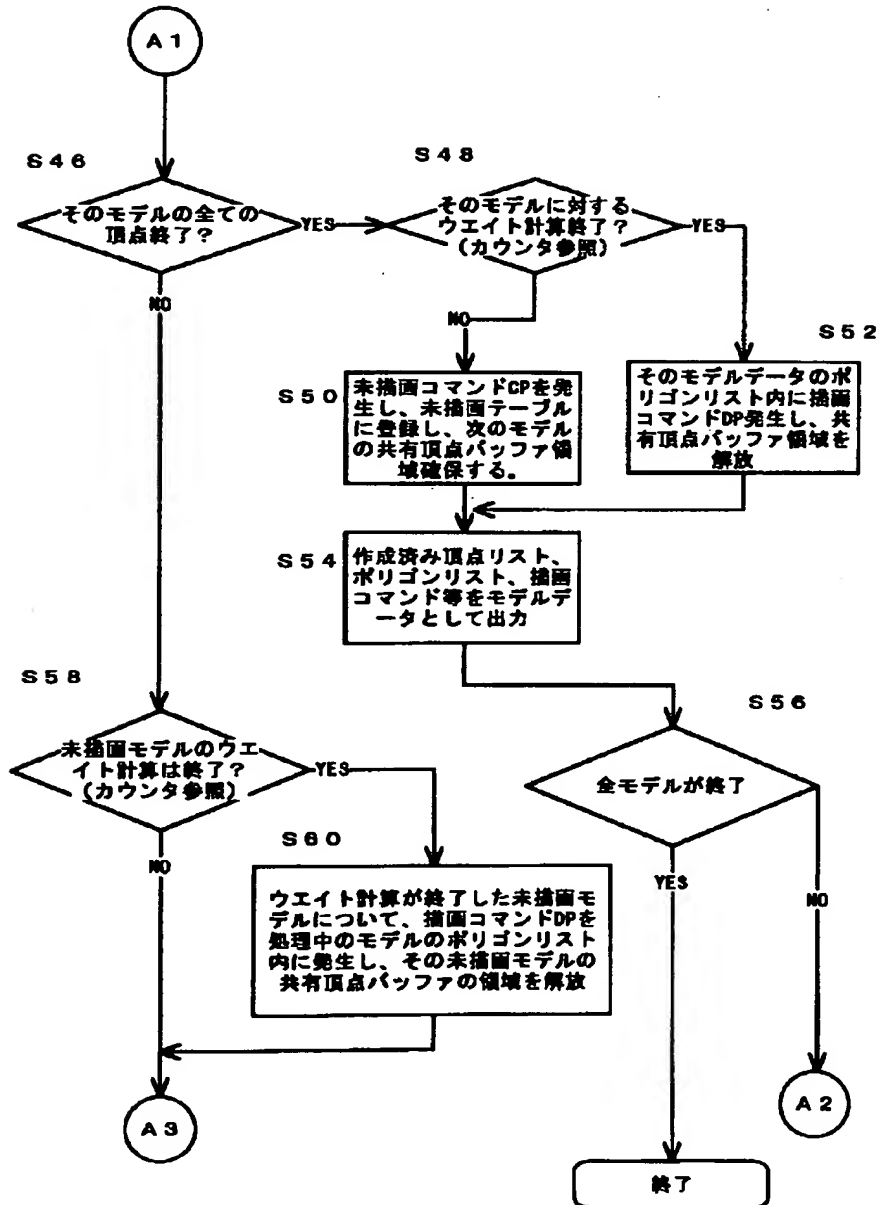 A1
S46
そのモデルの全ての
頂点終了？
YES
NO
S48
そのモデルに対する
ウエイト計算終了？
(カウンタ参照)
YES
NO
S50
未描画コマンドCPを発
生し、未描画テーブル
に登録し、次のモデル
の共有頂点バッファ領
域確保する。
S52
そのモデルデータのポ
リゴンリスト内に描画
コマンドDP発生し、共
有頂点バッファ領域を
解放
S54
作成済み頂点リスト、
ポリゴンリスト、描画
コマンド等をモデルデ
ータとして出力
S56
全モデルが終了
YES
NO
S58
未描画モデルのウエ
イト計算は終了？
(カウンタ参照)
YES
NO
S60
ウエイト計算が終了した未描画モ
デルについて、描画コマンドDPを
処理中のモデルのポリゴンリスト
内に発生し、その未描画モデルの
共有頂点バッファの領域を解放
A3
A2
終了